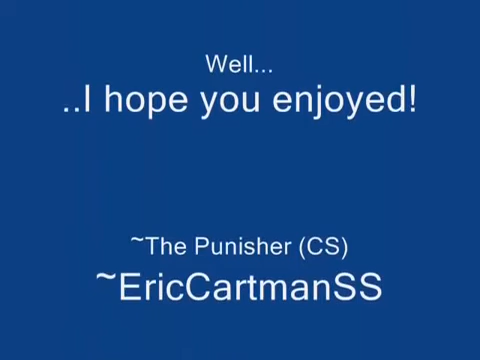 Well...
..I hope you enjoyed!
~The Punisher (CS)
~EricCartmanSS